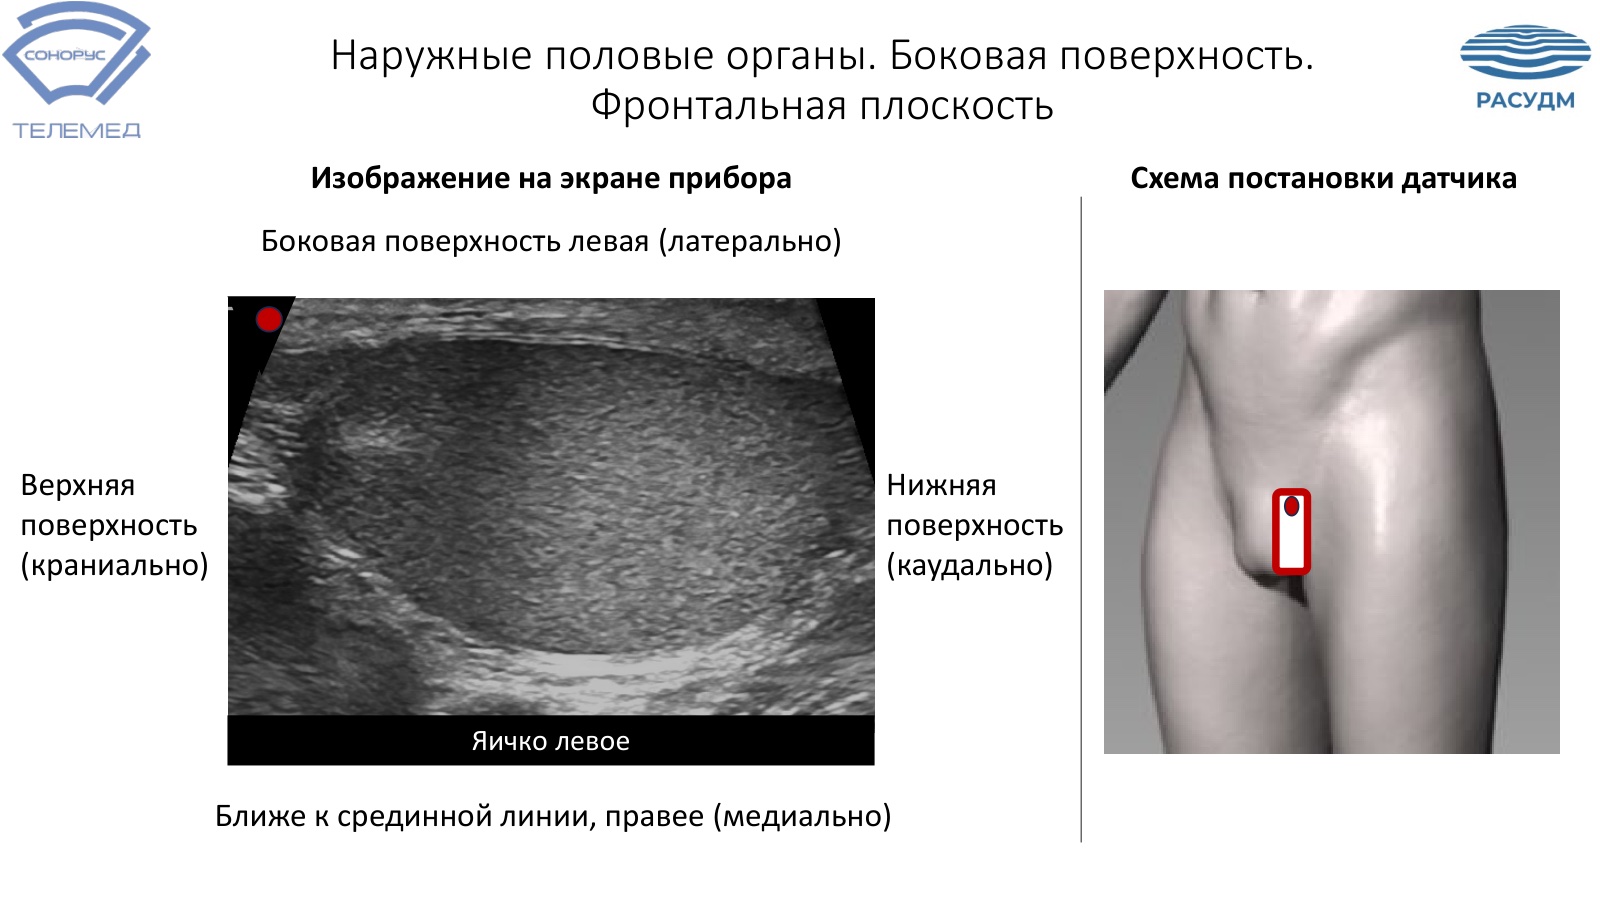 СОНОРУС
ТЕЛЕМЕД
Наружные половые органы. Боковая поверхность.
Фронтальная плоскость
РАСУДМ
Изображение на экране прибора
Боковая поверхность левая (латерально)
Верхняя
поверхность
(краниально)
Нижняя
поверхность
(каудально)
Яичко левое
Ближе к срединной линии, правее (медиально)
Схема постановки датчика